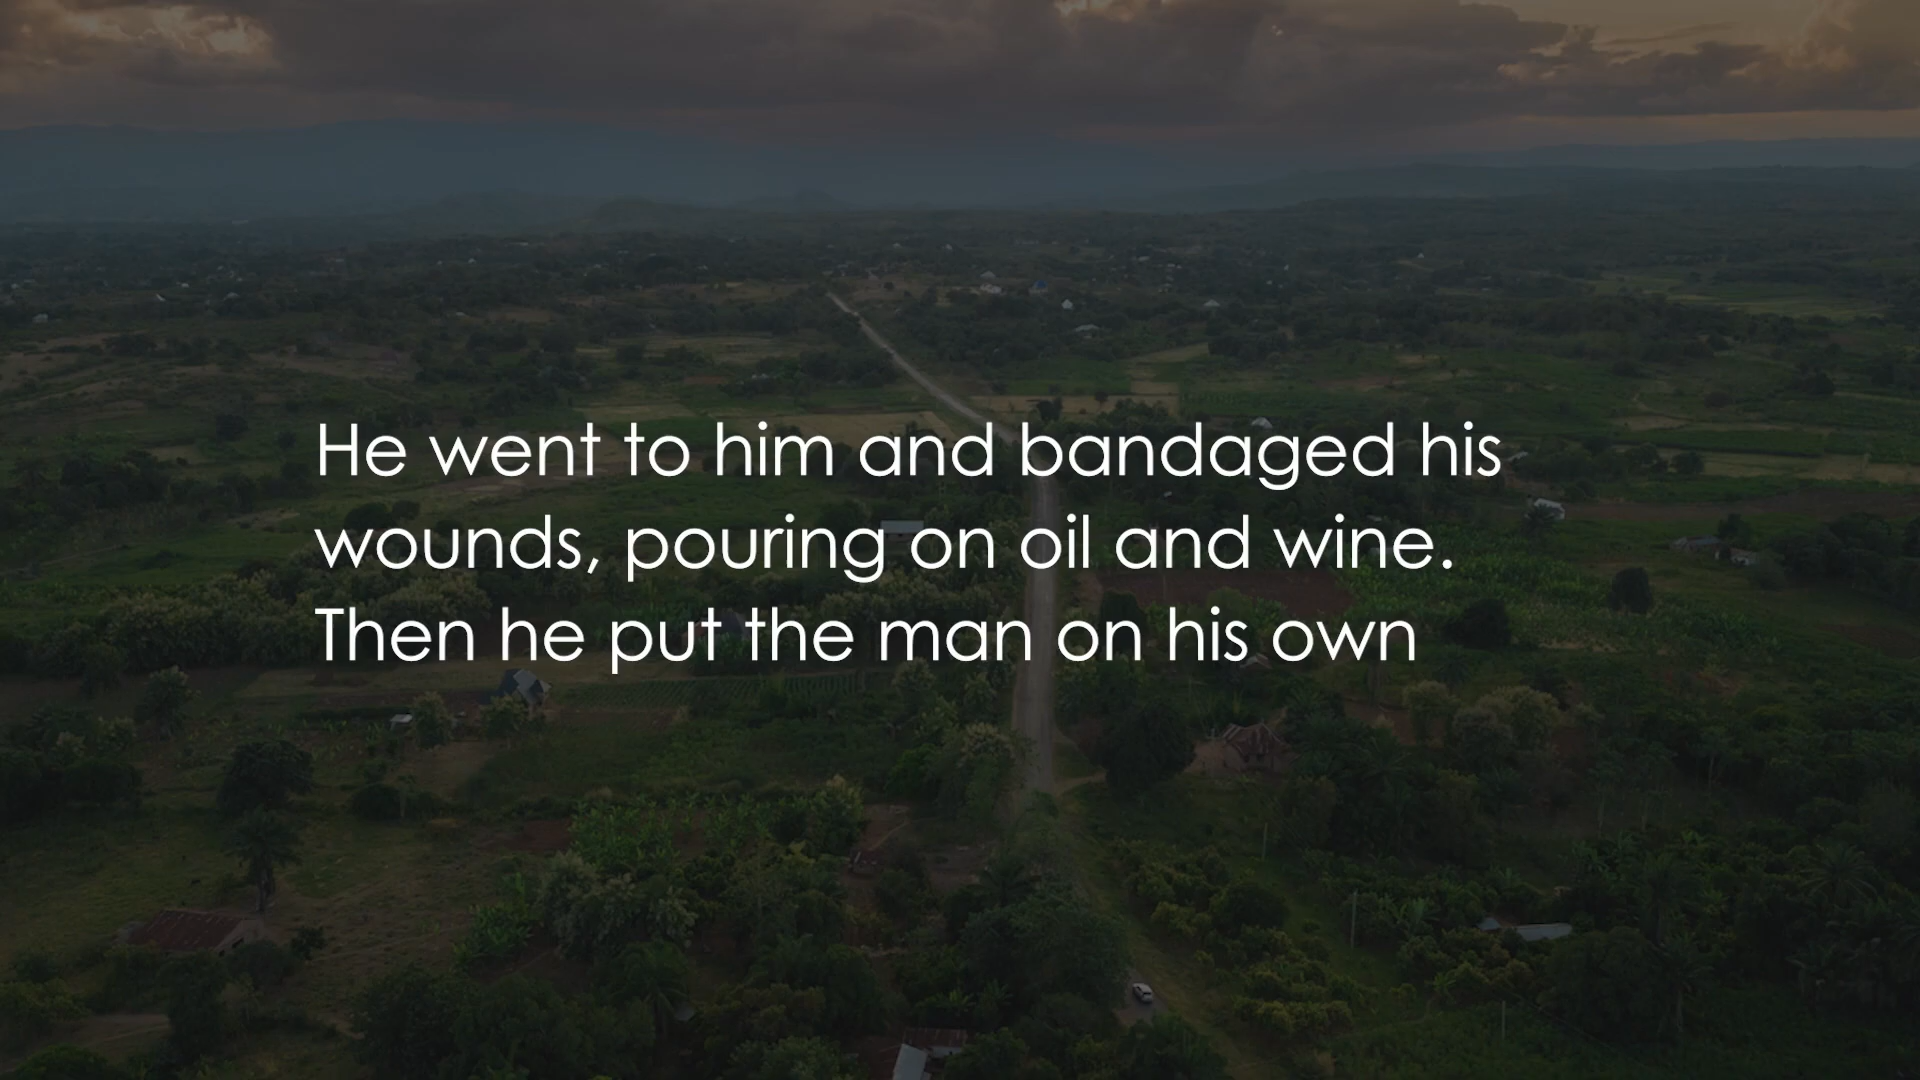 He went to him and bandaged his
wounds, pouring on oil and wine.
Then he put the man on his own